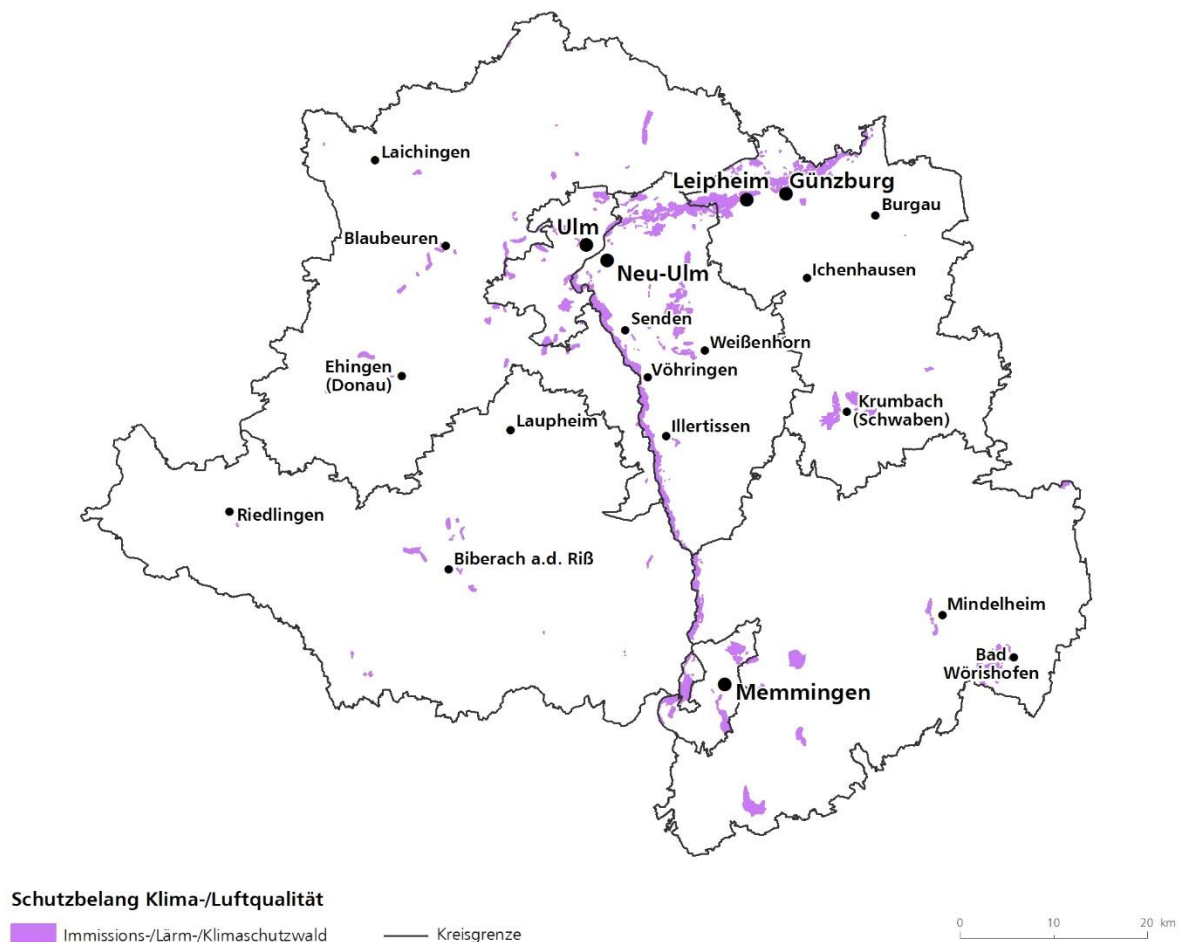 Laichingen
Leipheim
Günzburg
Burgau
Ulm
Blaubeuren
Neu-Ulm
Ichenhausen
Senden
Weißenhorn
Ehingen
(Donau)
Vöhringen
Krumbach
(Schwaben)
Laupheim
Illertissen
Riedlingen
Biberach a.d. Riß
Mindelheim
Bad
Wörishofen
Memmingen
Schutzbelang Klima-/Luftqualität
Immissions-/Lärm-/Klimaschutzwald
Kreisgrenze
0 10 20 km